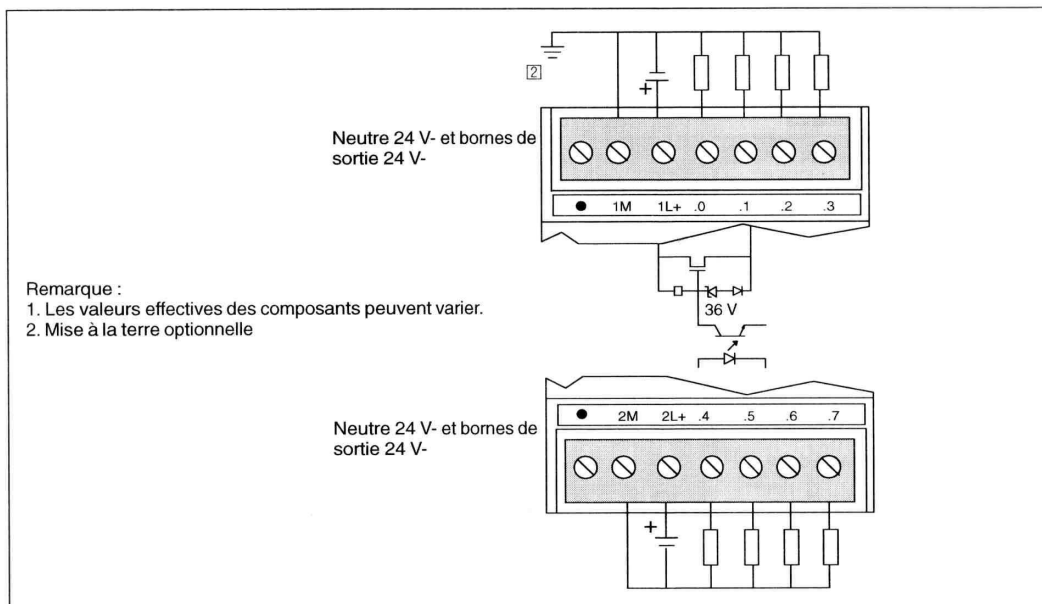 2
+
Neutre 24 V- et bornes de
sortie 24 V-
● 1M 1L+ .0 .1 .2 .3
36 V
Remarque :
1. Les valeurs effectives des composants peuvent varier.
2. Mise à la terre optionnelle
● 2M 2L+ .4 .5 .6 .7
Neutre 24 V- et bornes de
sortie 24 V-
+